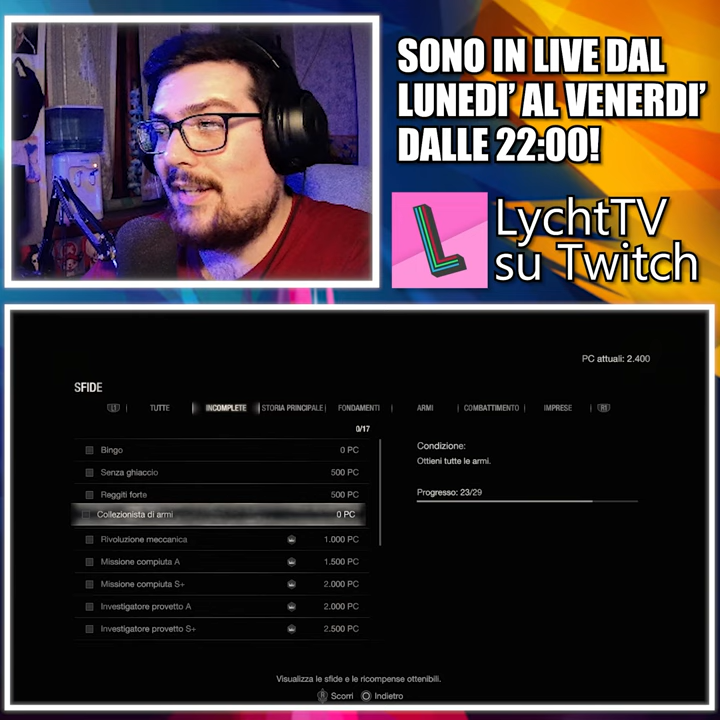 SONO IN LIVE DAL
LUNEDI' AL VENERDI'
DALLE 22:00!
LychtTV
su Twitch
PC attuali: 2.400
SFIDE
L1 TUTTE INCOMPLETE STORIA PRINCIPALE FONDAMENTI ARMI COMBATTIMENTO IMPRESE R1
0/17
Bingo 0 PC
Senza ghiaccio 500 PC
Reggiti forte 500 PC
Collezionista di armi 0 PC
Rivoluzione meccanica 1.000 PC
Missione compiuta A 1.500 PC
Missione compiuta S+ 2.000 PC
Investigatore provetto A 2.000 PC
Investigatore provetto S+ 2.500 PC
Condizione:
Ottieni tutte le armi.
Progresso: 23/29
Visualizza le sfide e le ricompense ottenibili.
R Scorri Indietro